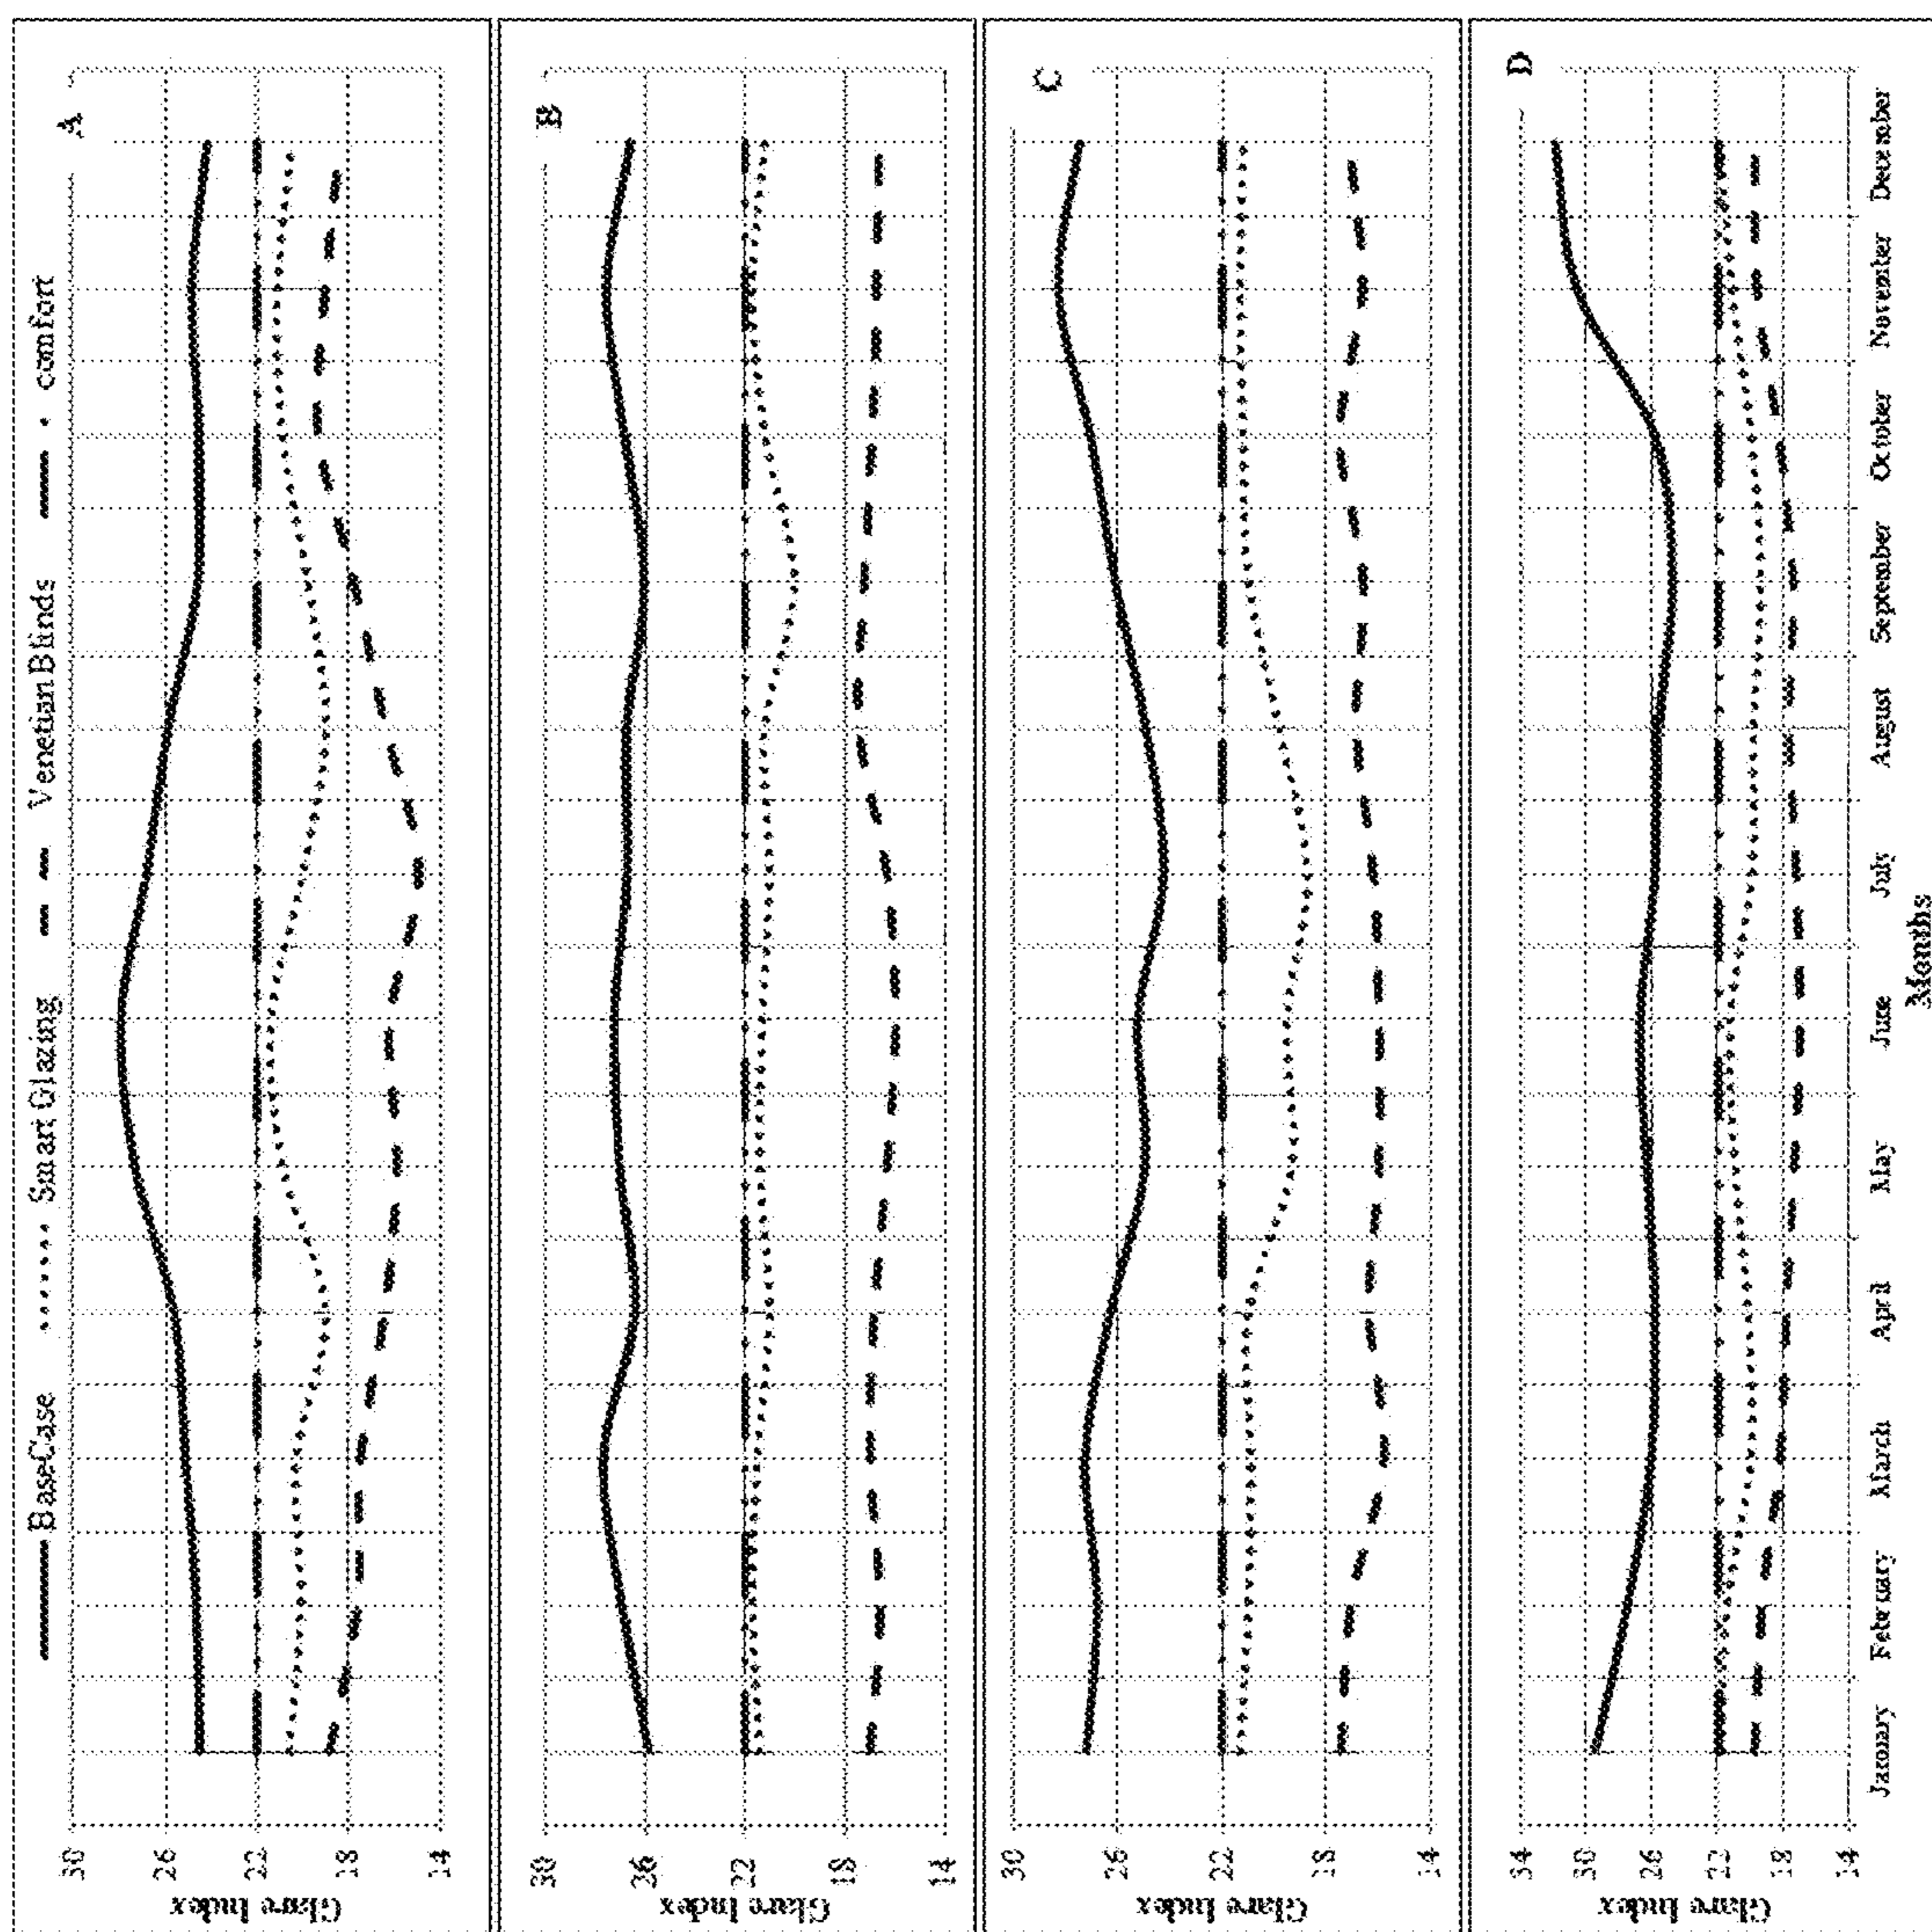 BaseCase Smart Glazing Venetian Blinds comfort
A
30
26
22
18
14
Glare Index
B
30
26
22
18
14
Glare Index
C
30
26
22
18
14
Glare Index
D
34
30
26
22
18
14
Glare Index
January February March April May June July August September October November December
Months